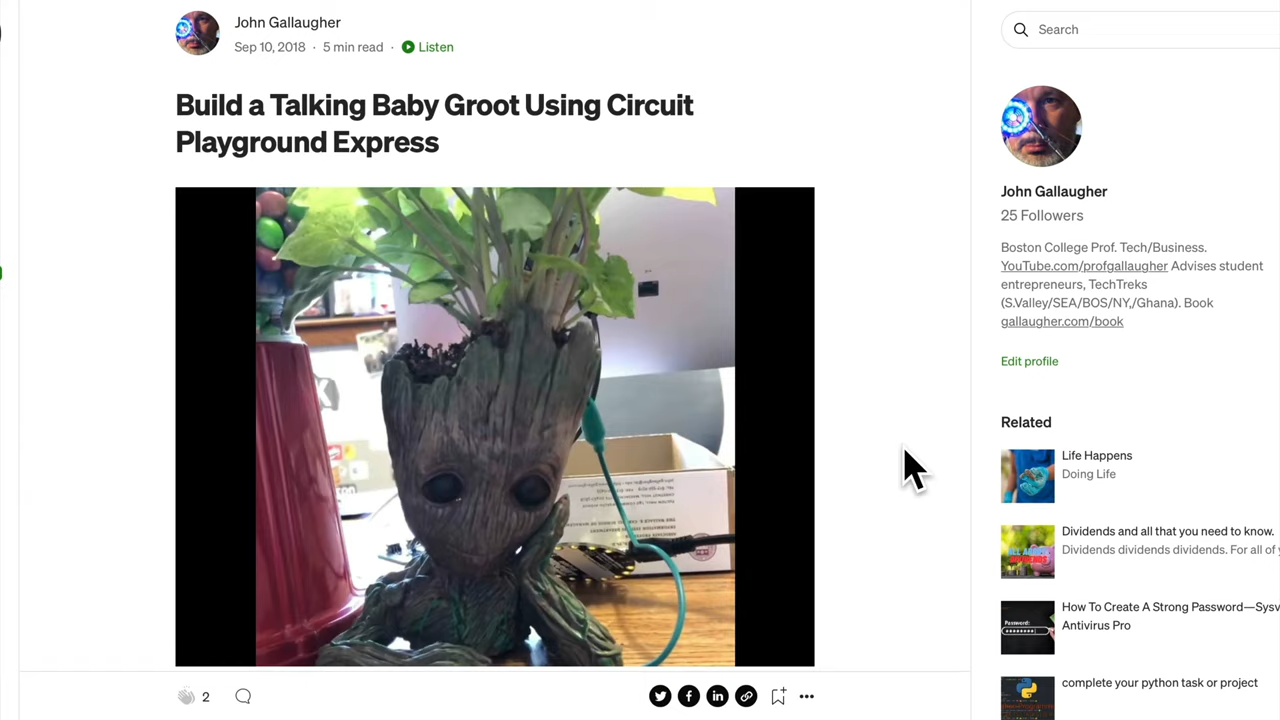 John Gallaugher
Sep 10, 2018 · 5 min read · Listen
Build a Talking Baby Groot Using Circuit
Playground Express
2
Search
John Gallaugher
25 Followers
Boston College Prof. Tech/Business.
YouTube.com/profgallaugher Advises student
entrepreneurs, TechTreks
(S.Valley/SEA/BOS/NY,/Ghana). Book
gallaugher.com/book
Edit profile
Related
Life Happens
Doing Life
Dividends and all that you need to know.
Dividends dividends dividends. For all of
How To Create A Strong Password—Sysv
Antivirus Pro
Password:
complete your python task or project